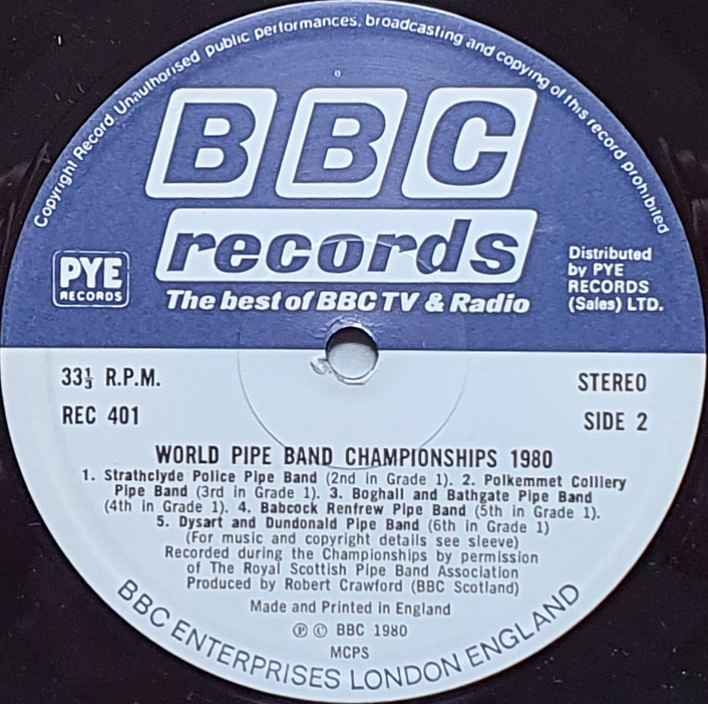 Copyright Record. Unauthorised public performances, broadcasting and copying of this record prohibited
BBC
records
The best of BBC TV & Radio
PYE
RECORDS
Distributed
by PYE
RECORDS
(Sales) LTD.
33⅓ R.P.M.
REC 401
STEREO
SIDE 2
WORLD PIPE BAND CHAMPIONSHIPS 1980
1. Strathclyde Police Pipe Band (2nd in Grade 1). 2. Polkemmet Colliery
Pipe Band (3rd in Grade 1). 3. Boghall and Bathgate Pipe Band
(4th in Grade 1). 4. Babcock Renfrew Pipe Band (5th in Grade 1).
5. Dysart and Dundonald Pipe Band (6th in Grade 1)
(For music and copyright details see sleeve)
Recorded during the Championships by permission
of The Royal Scottish Pipe Band Association
Produced by Robert Crawford (BBC Scotland)
Made and Printed in England
℗ © BBC 1980
MCPS
BBC ENTERPRISES LONDON ENGLAND